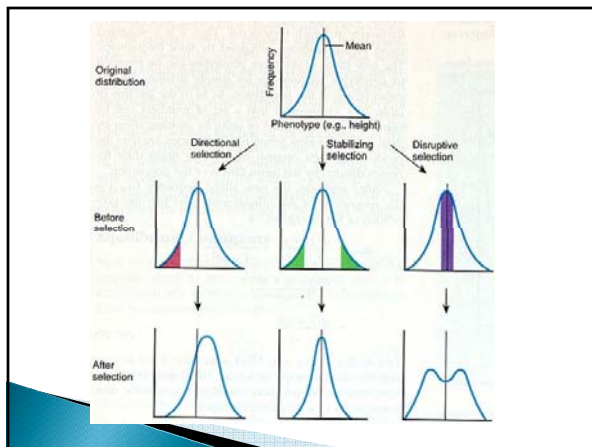 Original
distribution
Frequency
Mean
Phenotype (e.g., height)
Directional
selection
Stabilizing
selection
Disruptive
selection
Before
selection
After
selection